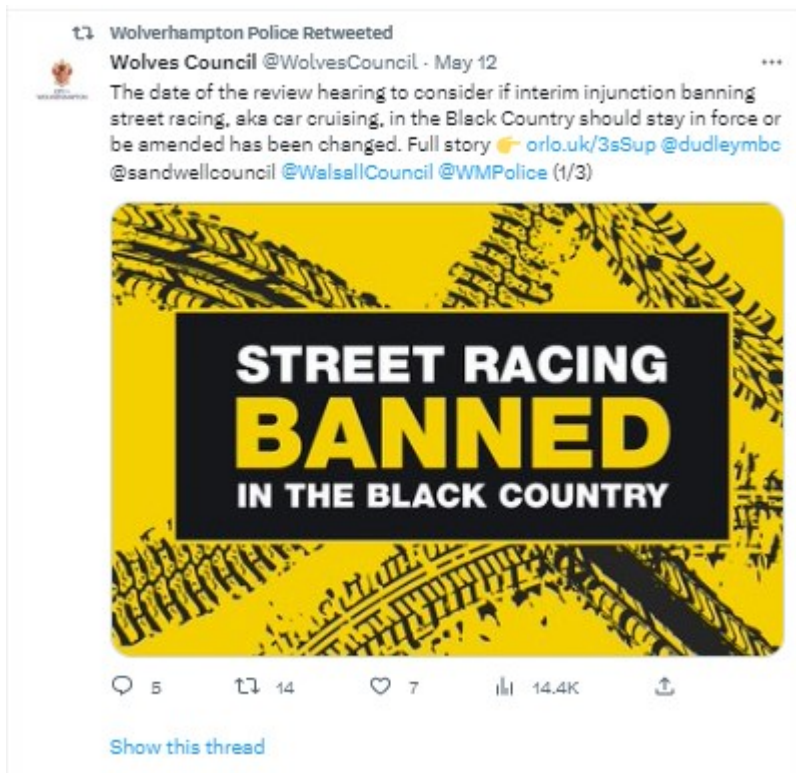 Wolverhampton Police Retweeted
Wolves Council @WolvesCouncil · May 12
The date of the review hearing to consider if interim injunction banning
street racing, aka car cruising, in the Black Country should stay in force or
be amended has been changed. Full story 👉 orlo.uk/3sSup @dudleymbc
@sandwellcouncil @WalsallCouncil @WMPolice (1/3)
STREET RACING
BANNED
IN THE BLACK COUNTRY
5 14 7 14.4K
Show this thread